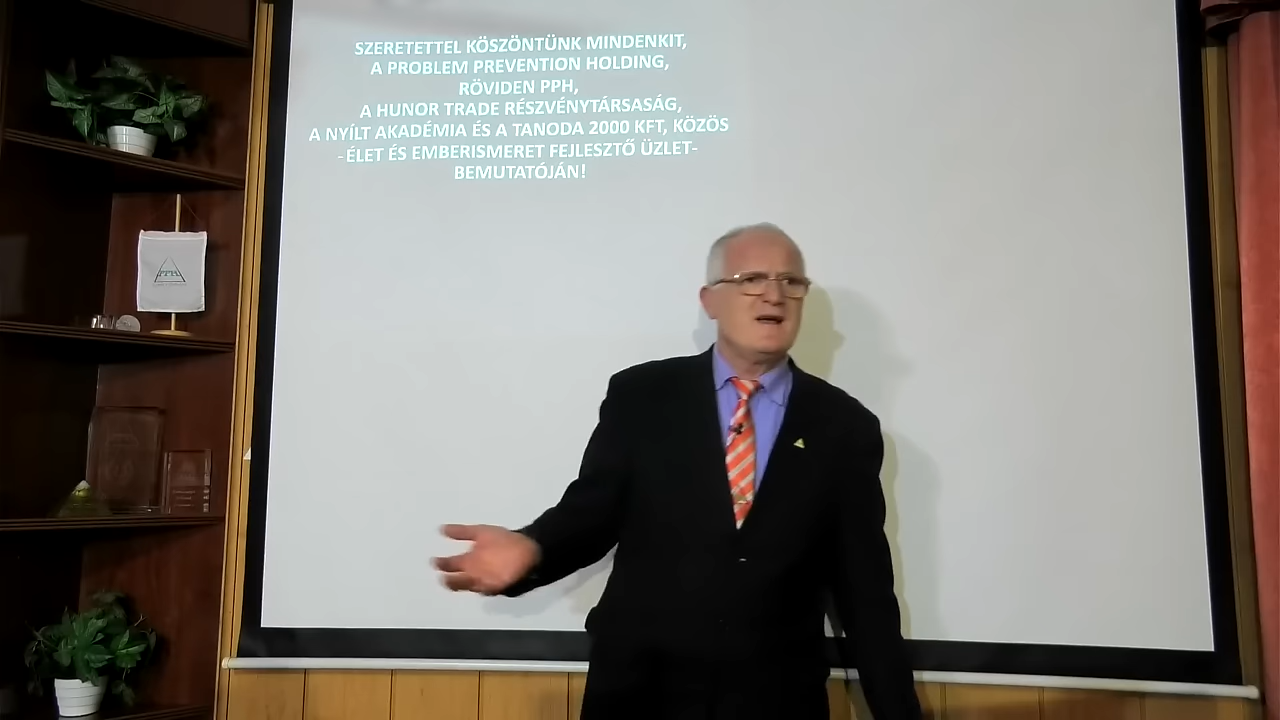 SZERETETTEL KÖSZÖNTÜNK MINDENKIT,
A PROBLEM PREVENTION HOLDING,
RÖVIDEN PPH,
A HUNOR TRADE RÉSZVÉNYTÁRSASÁG,
A NYÍLT AKADÉMIA ÉS A TANODA 2000 KFT, KÖZÖS
-ÉLET ÉS EMBERISMERET FEJLESZTŐ ÜZLET-
BEMUTATÓJÁN!
PPH